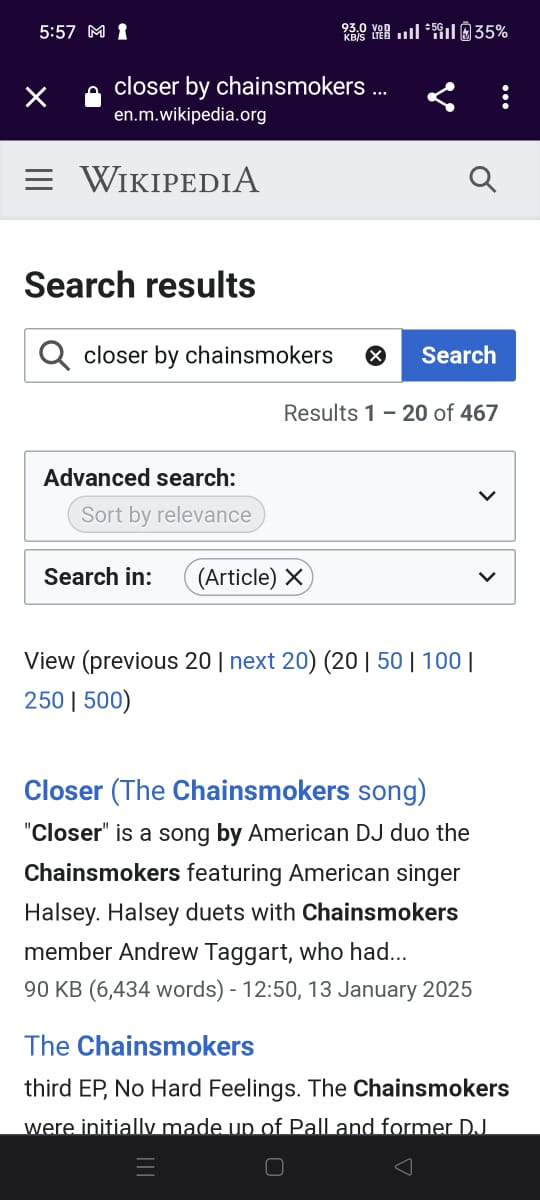 5:57
93.0 KB/S VoD LTEB 5G 35%
closer by chainsmokers ...
en.m.wikipedia.org
WIKIPEDIA
Search results
closer by chainsmokers
Search
Results 1 – 20 of 467
Advanced search:
Sort by relevance
Search in: (Article)
View (previous 20 | next 20) (20 | 50 | 100 |
250 | 500)
Closer (The Chainsmokers song)
"Closer" is a song by American DJ duo the
Chainsmokers featuring American singer
Halsey. Halsey duets with Chainsmokers
member Andrew Taggart, who had...
90 KB (6,434 words) - 12:50, 13 January 2025
The Chainsmokers
third EP, No Hard Feelings. The Chainsmokers
were initially made up of Pall and former DJ